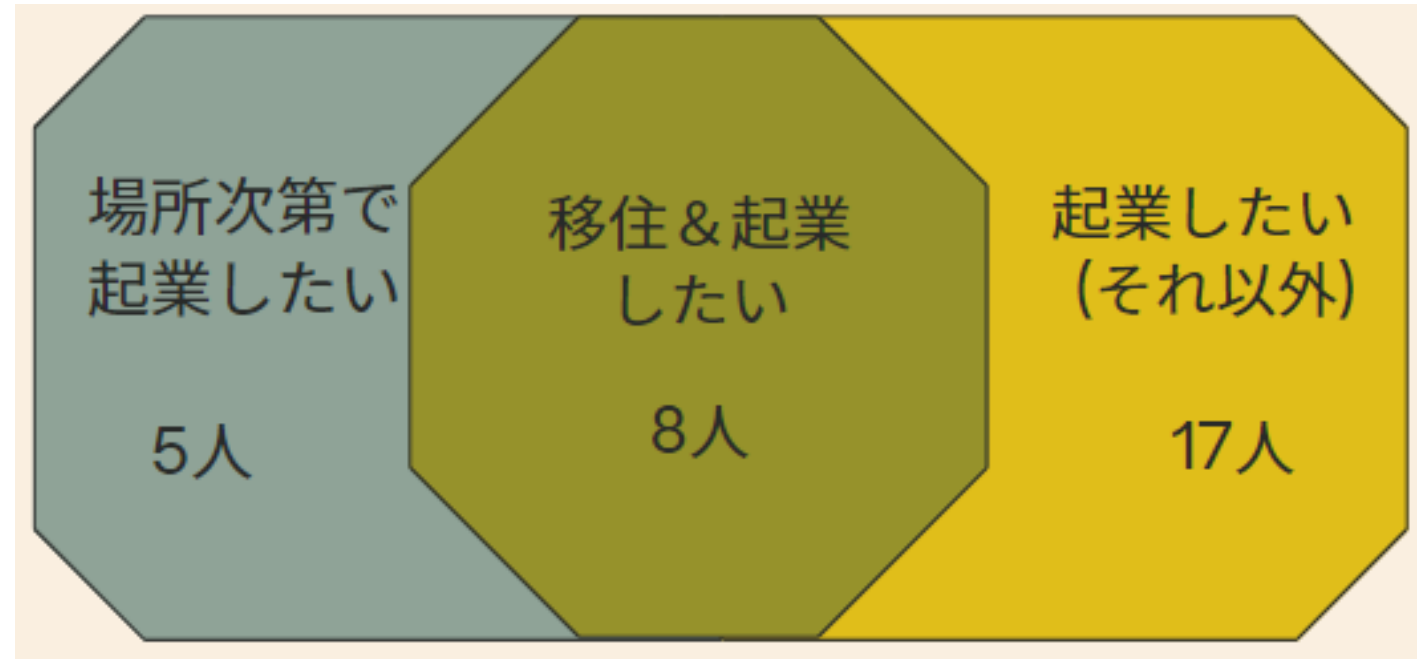 場所次第で
起業したい
5人
移住＆起業
したい
8人
起業したい
(それ以外)
17人